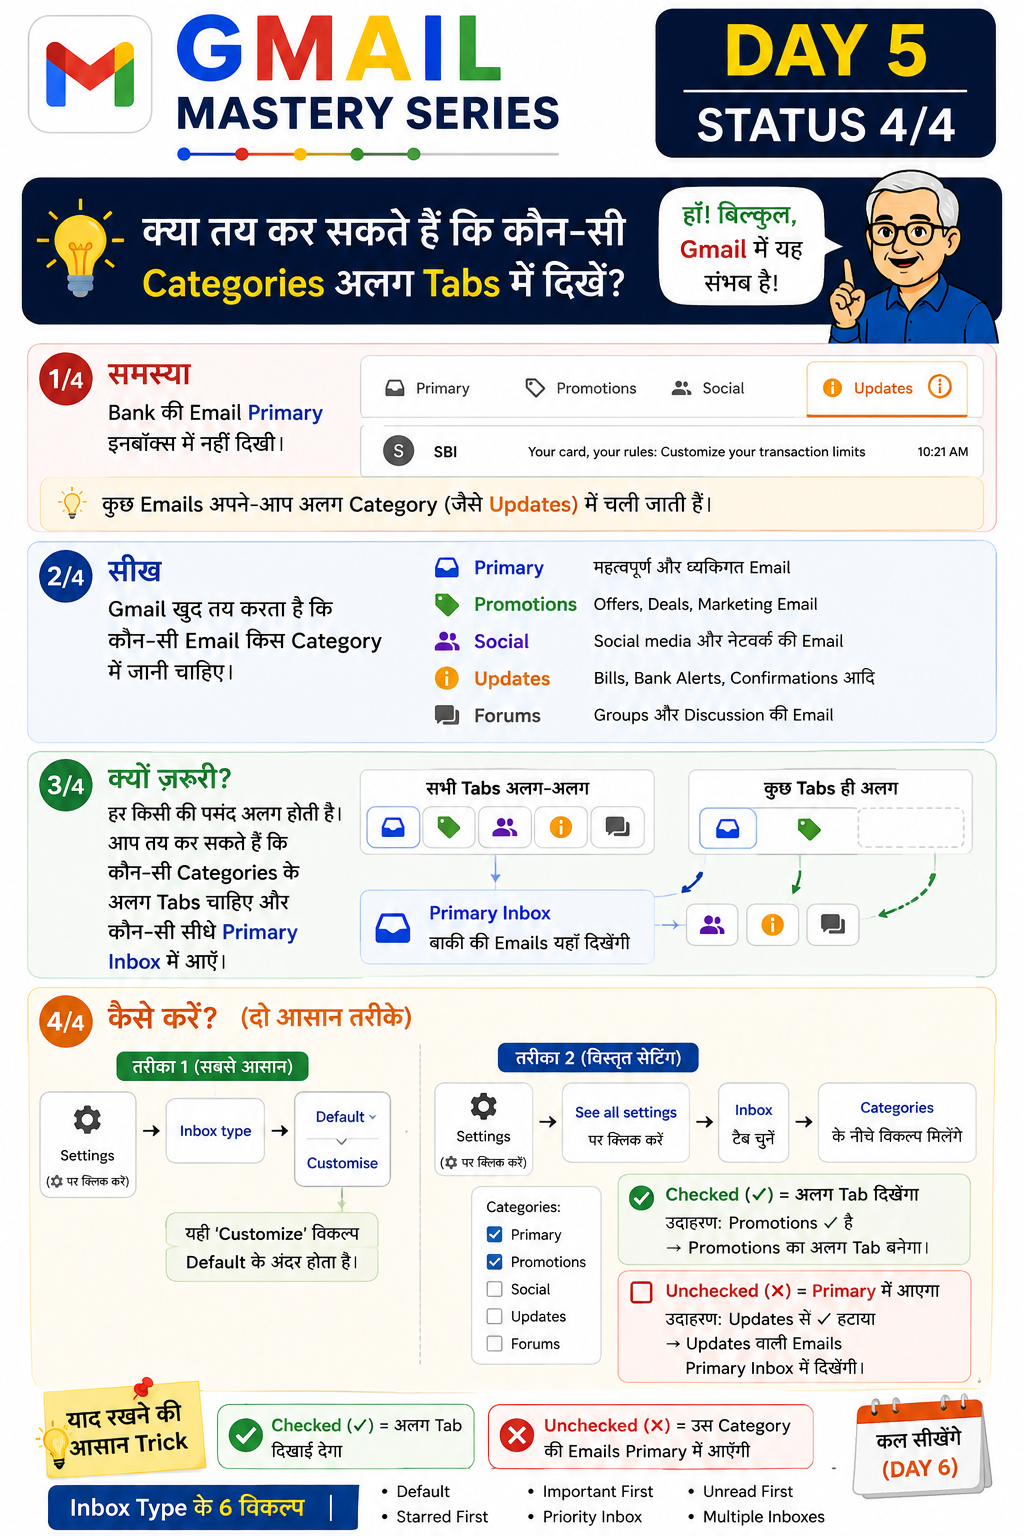 GMAIL
MASTERY SERIES
DAY 5
STATUS 4/4
क्या तय कर सकते हैं कि कौन-सी
Categories अलग Tabs में दिखें?
हाँ! बिल्कुल,
Gmail में यह
संभव है!
1/4 समस्या
Bank की Email Primary
इनबॉक्स में नहीं दिखी।
Primary Promotions Social Updates
S SBI Your card, your rules: Customize your transaction limits 10:21 AM
कुछ Emails अपने-आप अलग Category (जैसे Updates) में चली जाती हैं।
2/4 सीख
Gmail खुद तय करता है कि
कौन-सी Email किस Category
में जानी चाहिए।
Primary महत्वपूर्ण और व्यकिगत Email
Promotions Offers, Deals, Marketing Email
Social Social media और नेटवर्क की Email
Updates Bills, Bank Alerts, Confirmations आदि
Forums Groups और Discussion की Email
3/4 क्यों ज़रूरी?
हर किसी की पसंद अलग होती है।
आप तय कर सकते हैं कि
कौन-सी Categories के
अलग Tabs चाहिए और
कौन-सी सीधे Primary
Inbox में आएँ।
सभी Tabs अलग-अलग
कुछ Tabs ही अलग
Primary Inbox
बाकी की Emails यहाँ दिखेंगी
4/4 कैसे करें? (दो आसान तरीके)
तरीका 1 (सबसे आसान)
Settings
(⚙ पर क्लिक करें)
Inbox type
Default
Customise
यही ‘Customize’ विकल्प
Default के अंदर होता है।
तरीका 2 (विस्तृत सेटिंग)
Settings
(⚙ पर क्लिक करें)
See all settings
पर क्लिक करें
Inbox
टैब चुनें
Categories
के नीचे विकल्प मिलेंगे
Categories:
Primary
Promotions
Social
Updates
Forums
Checked (✓) = अलग Tab दिखेंगा
उदाहरण: Promotions ✓ है
→ Promotions का अलग Tab बनेगा।
Unchecked (✕) = Primary में आएगा
उदाहरण: Updates सें ✓ हटाया
→ Updates वाली Emails
Primary Inbox में दिखेंगी।
याद रखने की
आसान Trick
Checked (✓) = अलग Tab
दिखाई देगा
Unchecked (✕) = उस Category
की Emails Primary में आएँगी
कल सीखेंगे
(DAY 6)
Inbox Type के 6 विकल्प |
• Default • Important First • Unread First
• Starred First • Priority Inbox • Multiple Inboxes